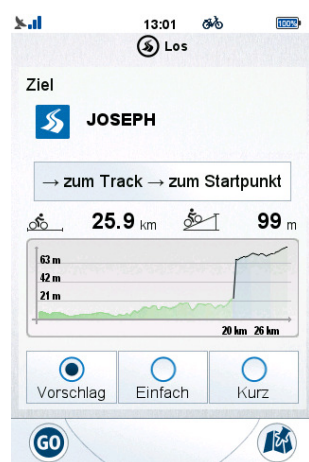 13:01 100%
Los
Ziel
JOSEPH
→ zum Track → zum Startpunkt
25.9 km 99 m
63 m
42 m
21 m
20 km 26 km
Vorschlag Einfach Kurz
GO